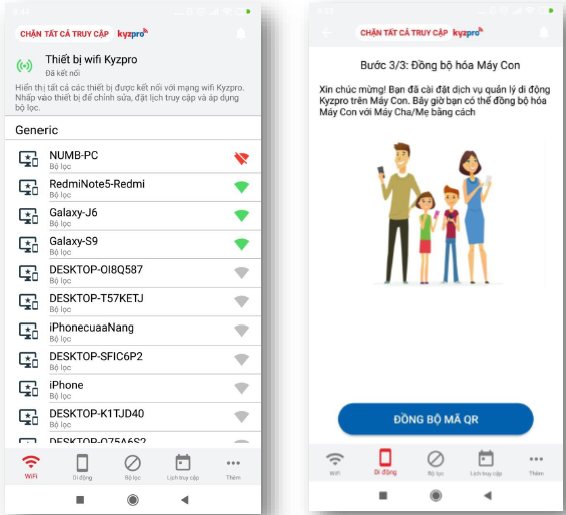 CHẶN TẤT CẢ TRUY CẬP kyzpro
Thiết bị wifi Kyzpro
Đã kết nối
Hiển thị tất cả các thiết bị được kết nối với mạng wifi Kyzpro.
Nhấp vào thiết bị để chỉnh sửa, đặt lịch truy cập và áp dụng
bộ lọc.
Generic
NUMB-PC
Bộ lọc
RedmiNote5-Redmi
Bộ lọc
Galaxy-J6
Bộ lọc
Galaxy-S9
Bộ lọc
DESKTOP-OI8Q587
Bộ lọc
DESKTOP-T57KETJ
Bộ lọc
iPhonecuaaNang
Bộ lọc
DESKTOP-SFIC6P2
Bộ lọc
iPhone
Bộ lọc
DESKTOP-K1TJD40
Bộ lọc
DESKTOP-Q75A6S2
WiFi Di động Bộ lọc Lịch truy cập Thêm
CHẶN TẤT CẢ TRUY CẬP kyzpro
Bước 3/3: Đồng bộ hóa Máy Con
Xin chúc mừng! Bạn đã cài đặt dịch vụ quản lý di động
Kyzpro trên Máy Con. Bây giờ bạn có thể đồng bộ hóa
Máy Con với Máy Cha/Mẹ bằng cách
ĐỒNG BỘ MÃ QR
WiFi Di động Bộ lọc Lịch truy cập Thêm